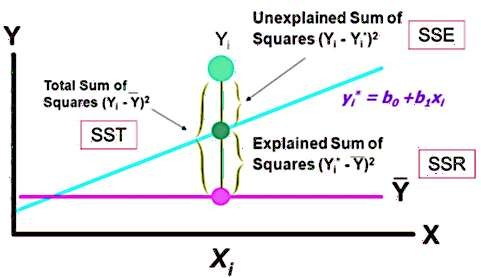 Y
Unexplained Sum of
Squares (Yᵢ - Yᵢ*)²
SSE
Yᵢ
Total Sum of
Squares (Yᵢ - Ȳ)²
SST
yᵢ* = b₀ +b₁xᵢ
Explained Sum of
Squares (Yᵢ* - Ȳ)²
SSR
Ȳ
X
Xᵢ